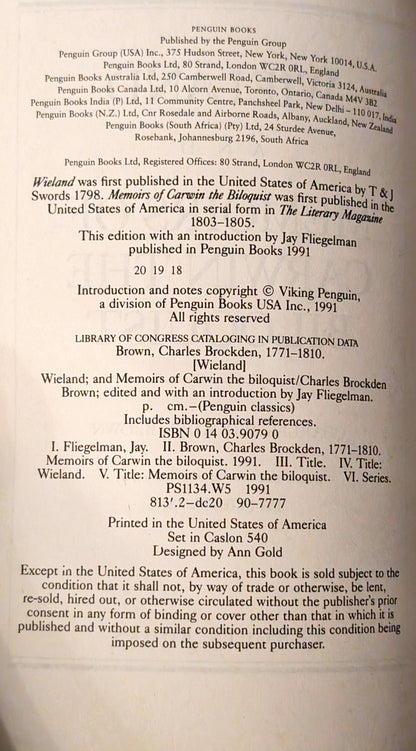 PENGUIN BOOKS
Published by the Penguin Group
Penguin Group (USA) Inc., 375 Hudson Street, New York, New York 10014, U.S.A.
Penguin Books Ltd, 80 Strand, London WC2R 0RL, England
Penguin Books Australia Ltd, 250 Camberwell Road, Camberwell, Victoria 3124, Australia
Penguin Books Canada Ltd, 10 Alcorn Avenue, Toronto, Ontario, Canada M4V 3B2
Penguin Books India (P) Ltd, 11 Community Centre, Panchsheel Park, New Delhi – 110 017, India
Penguin Books (N.Z.) Ltd, Cnr Rosedale and Airborne Roads, Albany, Auckland, New Zealand
Penguin Books (South Africa) (Pty) Ltd, 24 Sturdee Avenue,
Rosebank, Johannesburg 2196, South Africa
Penguin Books Ltd, Registered Offices: 80 Strand, London WC2R 0RL, England
Wieland was first published in the United States of America by T & J
Swords 1798. Memoirs of Carwin the Biloquist was first published in the
United States of America in serial form in The Literary Magazine
1803–1805.
This edition with an introduction by Jay Fliegelman
published in Penguin Books 1991
20 19 18
Introduction and notes copyright © Viking Penguin,
a division of Penguin Books USA Inc., 1991
All rights reserved
LIBRARY OF CONGRESS CATALOGING IN PUBLICATION DATA
Brown, Charles Brockden, 1771–1810.
[Wieland]
Wieland; and Memoirs of Carwin the biloquist/Charles Brockden
Brown; edited and with an introduction by Jay Fliegelman.
p. cm.—(Penguin classics)
Includes bibliographical references.
ISBN 0 14 03.9079 0
I. Fliegelman, Jay. II. Brown, Charles Brockden, 1771–1810.
Memoirs of Carwin the biloquist. 1991. III. Title. IV. Title:
Wieland. V. Title: Memoirs of Carwin the biloquist. VI. Series.
PS1134.W5 1991
813'.2–dc20 90–7777
Printed in the United States of America
Set in Caslon 540
Designed by Ann Gold
Except in the United States of America, this book is sold subject to the
condition that it shall not, by way of trade or otherwise, be lent,
re-sold, hired out, or otherwise circulated without the publisher's prior
consent in any form of binding or cover other than that in which it is
published and without a similar condition including this condition being
imposed on the subsequent purchaser.